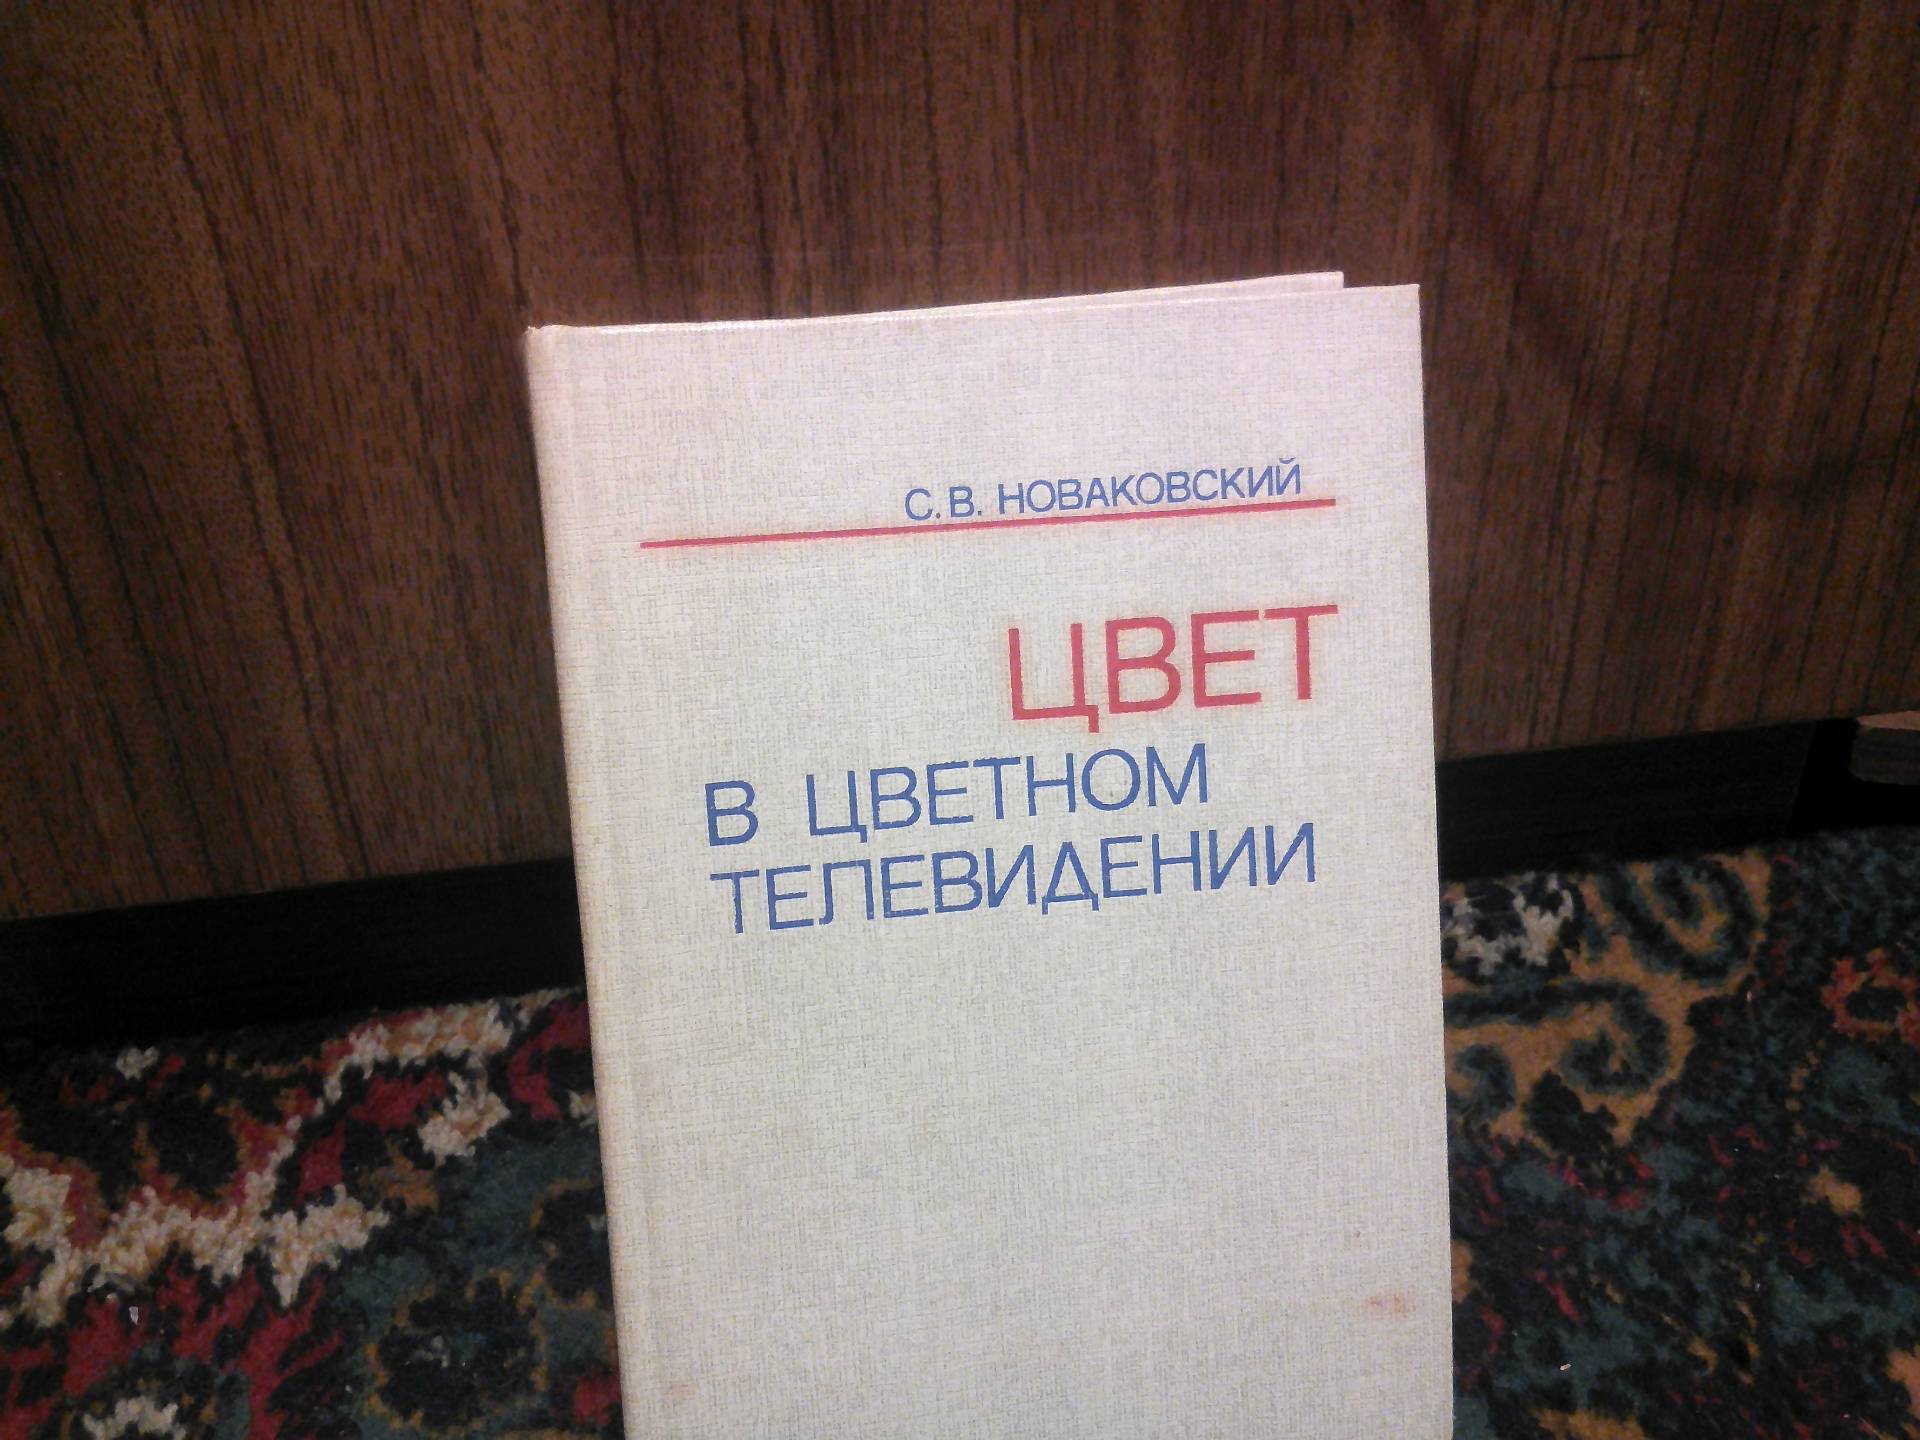 С. В. НОВАКОВСКИЙ
ЦВЕТ
В ЦВЕТНОМ
ТЕЛЕВИДЕНИИ